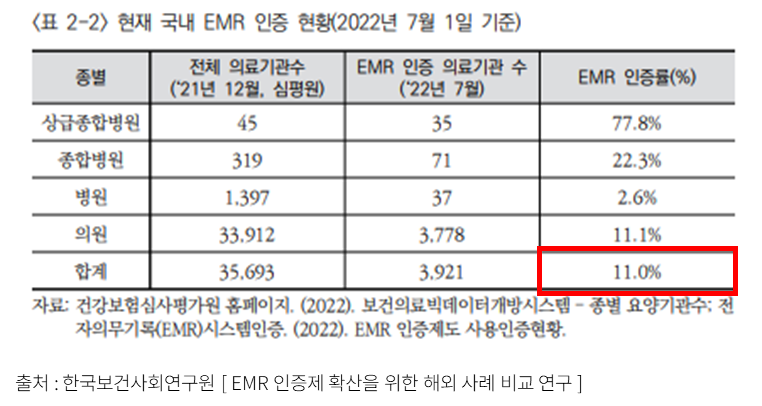 〈표 2-2〉 현재 국내 EMR 인증 현황(2022년 7월 1일 기준)
종별 전체 의료기관수 ('21년 12월, 심평원) EMR 인증 의료기관 수 ('22년 7월) EMR 인증률(%)
상급종합병원 45 35 77.8%
종합병원 319 71 22.3%
병원 1,397 37 2.6%
의원 33,912 3,778 11.1%
합계 35,693 3,921 11.0%
자료: 건강보험심사평가원 홈페이지. (2022). 보건의료빅데이터개방시스템 - 종별 요양기관수; 전
자의무기록(EMR)시스템인증. (2022). EMR 인증제도 사용인증현황.
출처 : 한국보건사회연구원 [ EMR 인증제 확산을 위한 해외 사례 비교 연구 ]